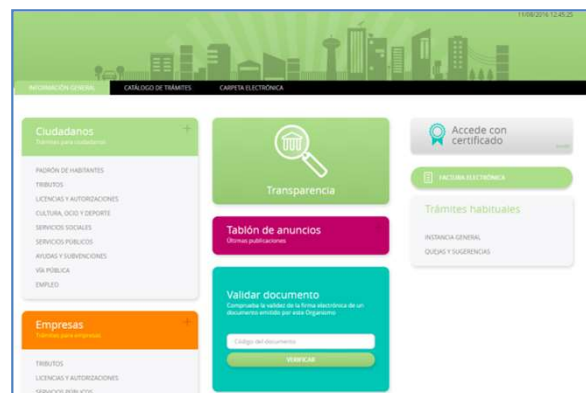 11/08/2016 12:45:25
INFORMACIÓN GENERAL
CATÁLOGO DE TRÁMITES
CARPETA ELECTRÓNICA
Ciudadanos
Trámites para ciudadanos
PADRÓN DE HABITANTES
TRIBUTOS
LICENCIAS Y AUTORIZACIONES
CULTURA, OCIO Y DEPORTE
SERVICIOS SOCIALES
SERVICIOS PÚBLICOS
AYUDAS Y SUBVENCIONES
VÍA PÚBLICA
EMPLEO
Empresas
Trámites para empresas
TRIBUTOS
LICENCIAS Y AUTORIZACIONES
SERVICIOS PÚBLICOS
Transparencia
Tablón de anuncios
Últimas publicaciones
Validar documento
Comprueba la validez de la firma electrónica de un
documento emitido por este Organismo
Código del documento
VERIFICAR
Accede con
certificado
FACTURA ELECTRÓNICA
Trámites habituales
INSTANCIA GENERAL
QUEJAS Y SUGERENCIAS